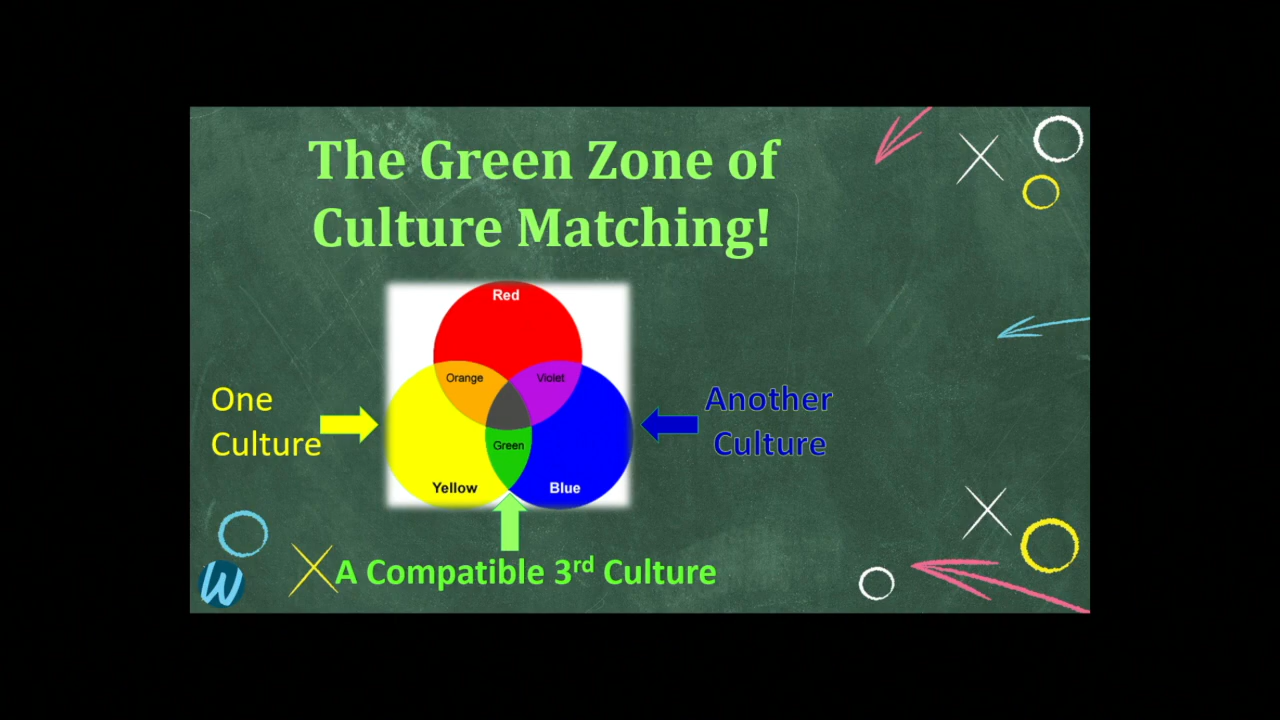 The Green Zone of
Culture Matching!
Red
Orange
Violet
One
Culture
Another
Culture
Green
Yellow
Blue
A Compatible 3rd Culture
W